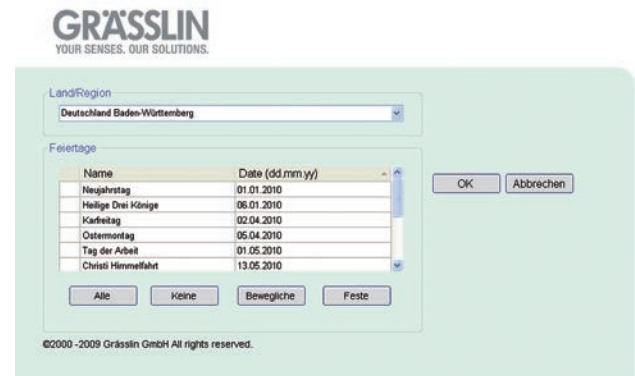 GRÄSSLIN
YOUR SENSES. OUR SOLUTIONS.
Land/Region
Deutschland Baden-Württemberg
Feiertage
Name Date (dd.mm.yy)
Neujahrstag 01.01.2010
Heilige Drei Könige 06.01.2010
Karfreitag 02.04.2010
Ostermontag 05.04.2010
Tag der Arbeit 01.05.2010
Christi Himmelfahrt 13.05.2010
OK Abbrechen
Alle Keine Bewegliche Feste
©2000 -2009 Grässlin GmbH All rights reserved.